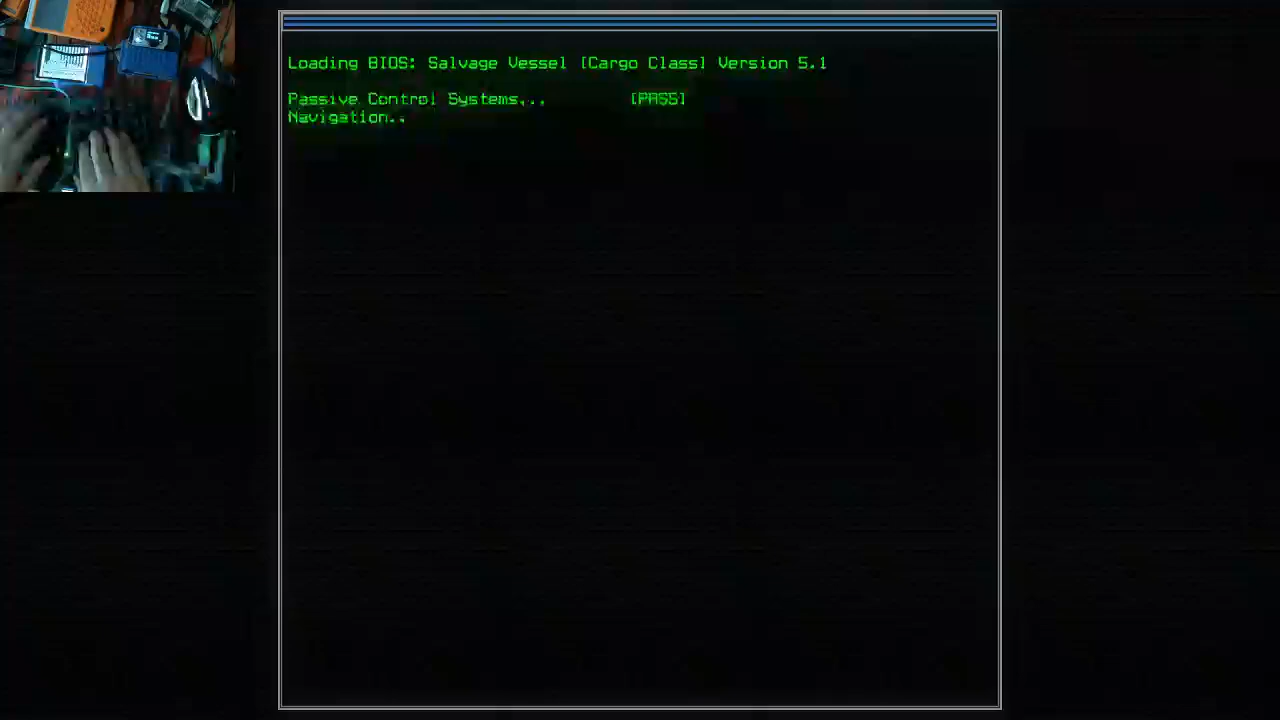 Loading BIOS: Salvage Vessel [Cargo Class] Version 5.1
Passive Control Systems... [PASS]
Navigation..